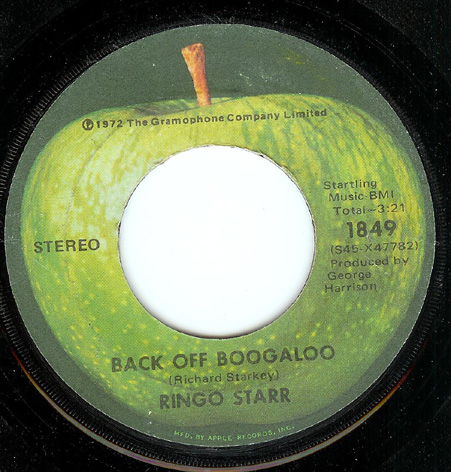 ℗1972 The Gramophone Company Limited
STEREO
Startling
Music-BMI
Total-3:21
1849
(S45-X47782)
Produced by
George
Harrison
BACK OFF BOOGALOO
(Richard Starkey)
RINGO STARR
MFD. BY APPLE RECORDS, INC.